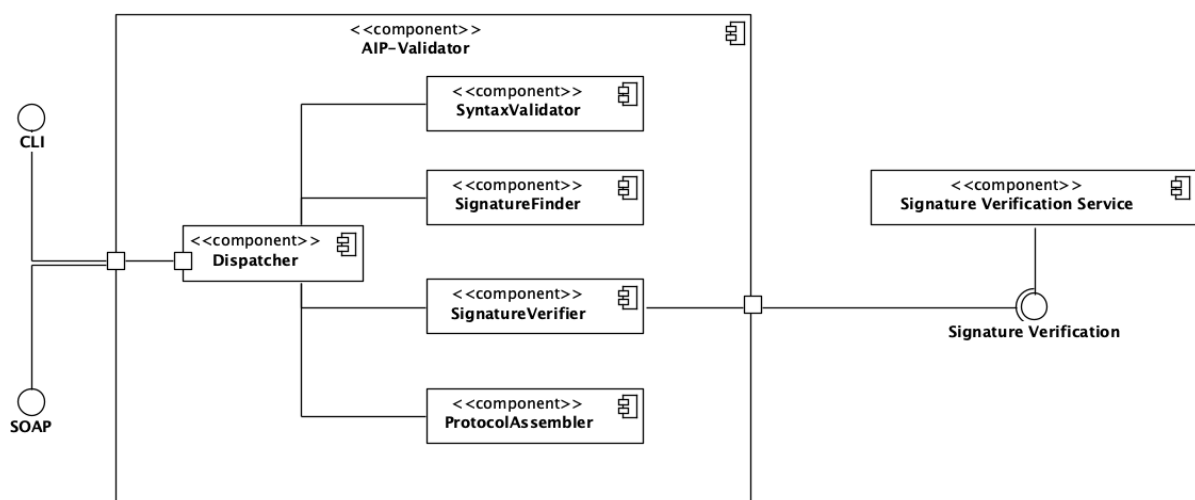 <<component>>
AIP-Validator
<<component>>
SyntaxValidator
CLI
<<component>>
SignatureFinder
<<component>>
Signature Verification Service
<<component>>
Dispatcher
<<component>>
SignatureVerifier
Signature Verification
<<component>>
ProtocolAssembler
SOAP